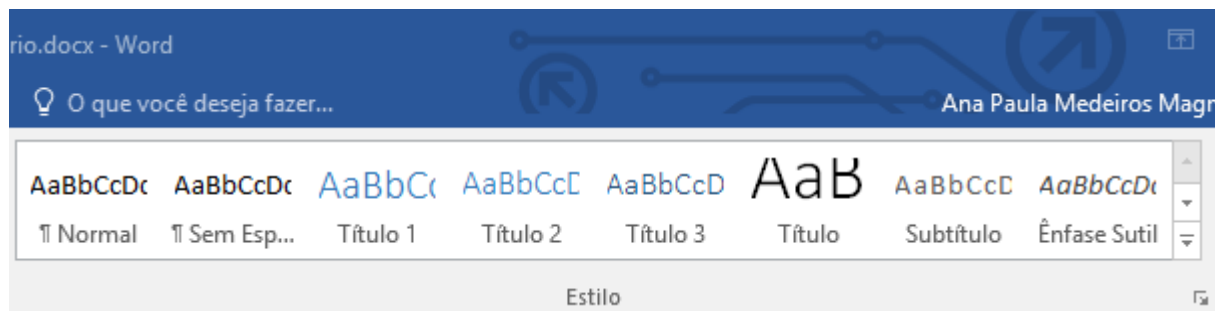 rio.docx - Word
O que você deseja fazer...
Ana Paula Medeiros Magr
AaBbCcDc AaBbCcDc AaBbCc AaBbCcD AaBbCcD AaB AaBbCcD AaBbCcDc
¶ Normal ¶ Sem Esp... Título 1 Título 2 Título 3 Título Subtítulo Ênfase Sutil
Estilo